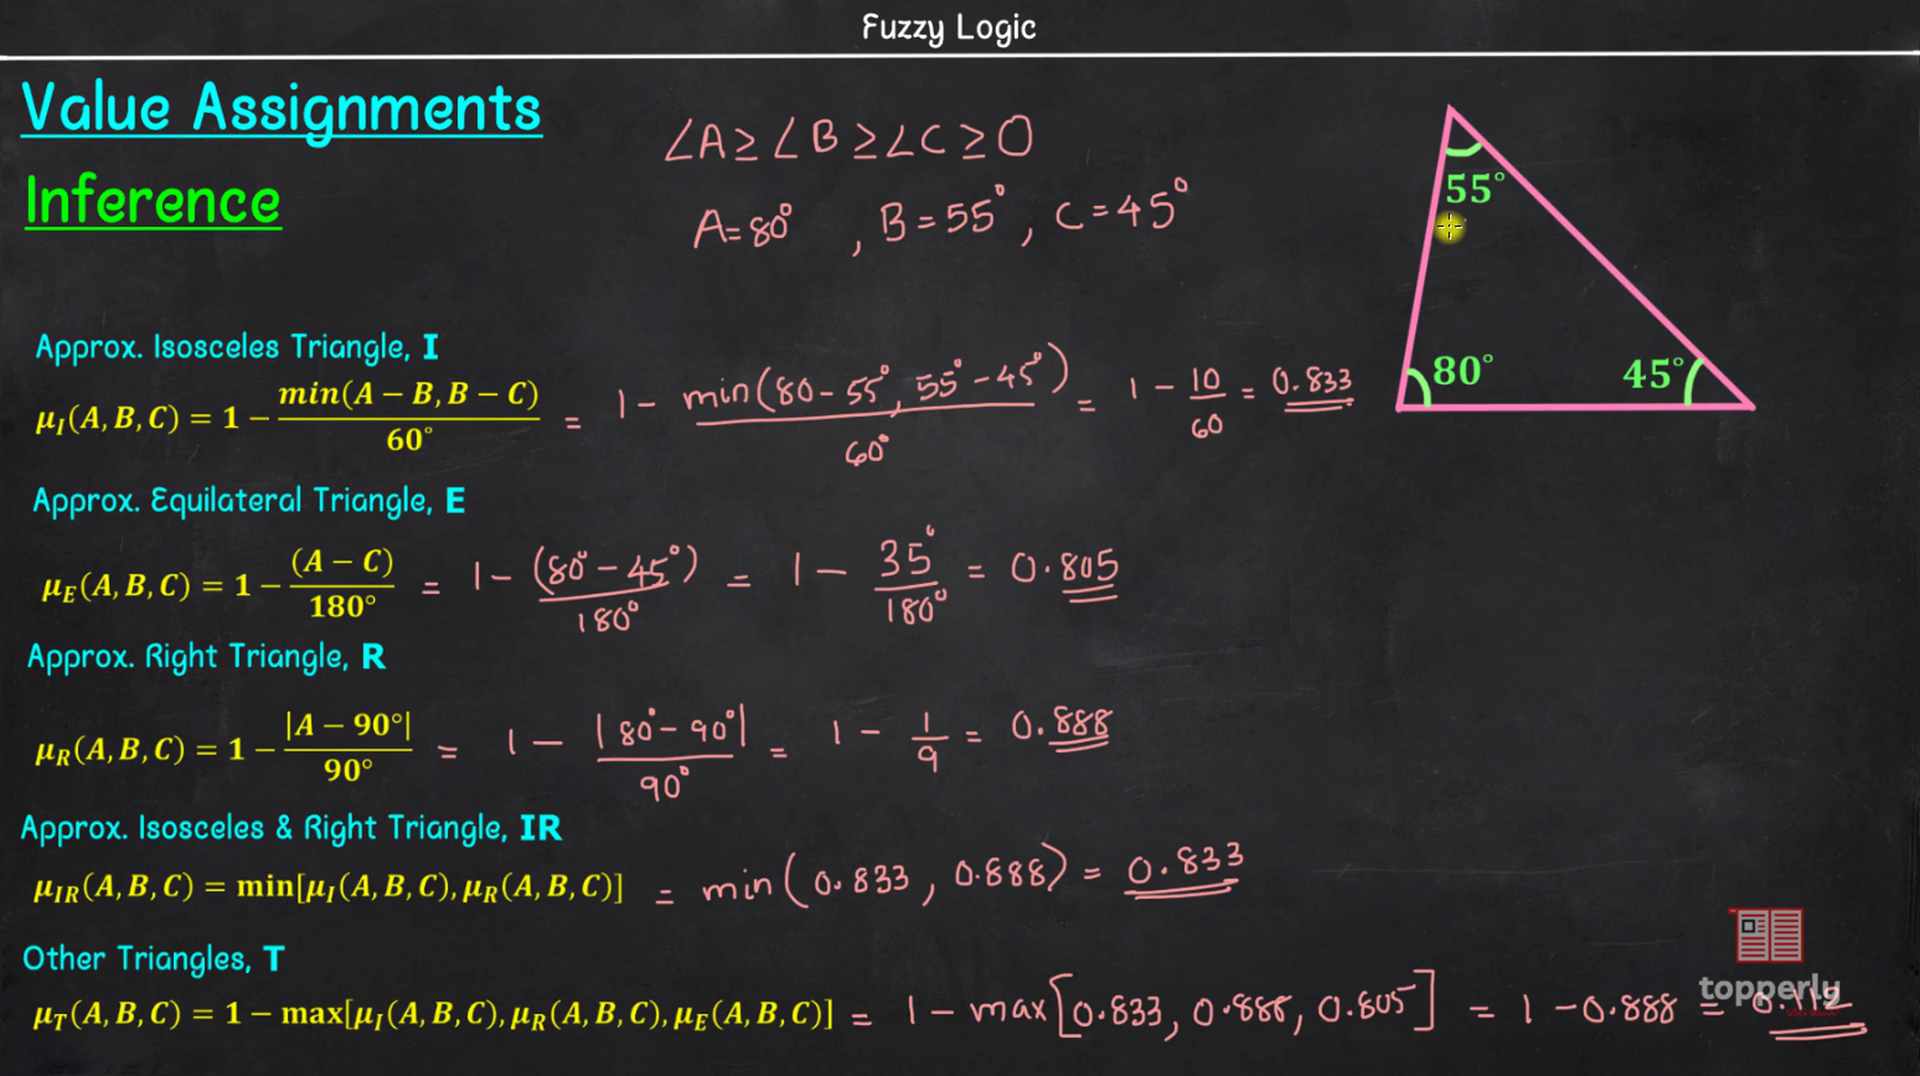 Fuzzy Logic
Value Assignments
Inference
∠A ≥ ∠B ≥ ∠C ≥ 0
A = 80° , B = 55° , C = 45°
55°
80°
45°
Approx. Isosceles Triangle, I
μI(A, B, C) = 1 − min(A − B, B − C) / 60° = 1 − min(80 − 55°, 55° − 45°) / 60° = 1 − 10/60 = 0.833
Approx. Equilateral Triangle, E
μE(A, B, C) = 1 − (A − C) / 180° = 1 − (80° − 45°) / 180° = 1 − 35° / 180° = 0.805
Approx. Right Triangle, R
μR(A, B, C) = 1 − |A − 90°| / 90° = 1 − |80° − 90°| / 90° = 1 − 1/9 = 0.888
Approx. Isosceles & Right Triangle, IR
μIR(A, B, C) = min[μI(A, B, C), μR(A, B, C)] = min(0.833, 0.888) = 0.833
Other Triangles, T
μT(A, B, C) = 1 − max[μI(A, B, C), μR(A, B, C), μE(A, B, C)] = 1 − max[0.833, 0.888, 0.805] = 1 − 0.888 = 0.112
topperly